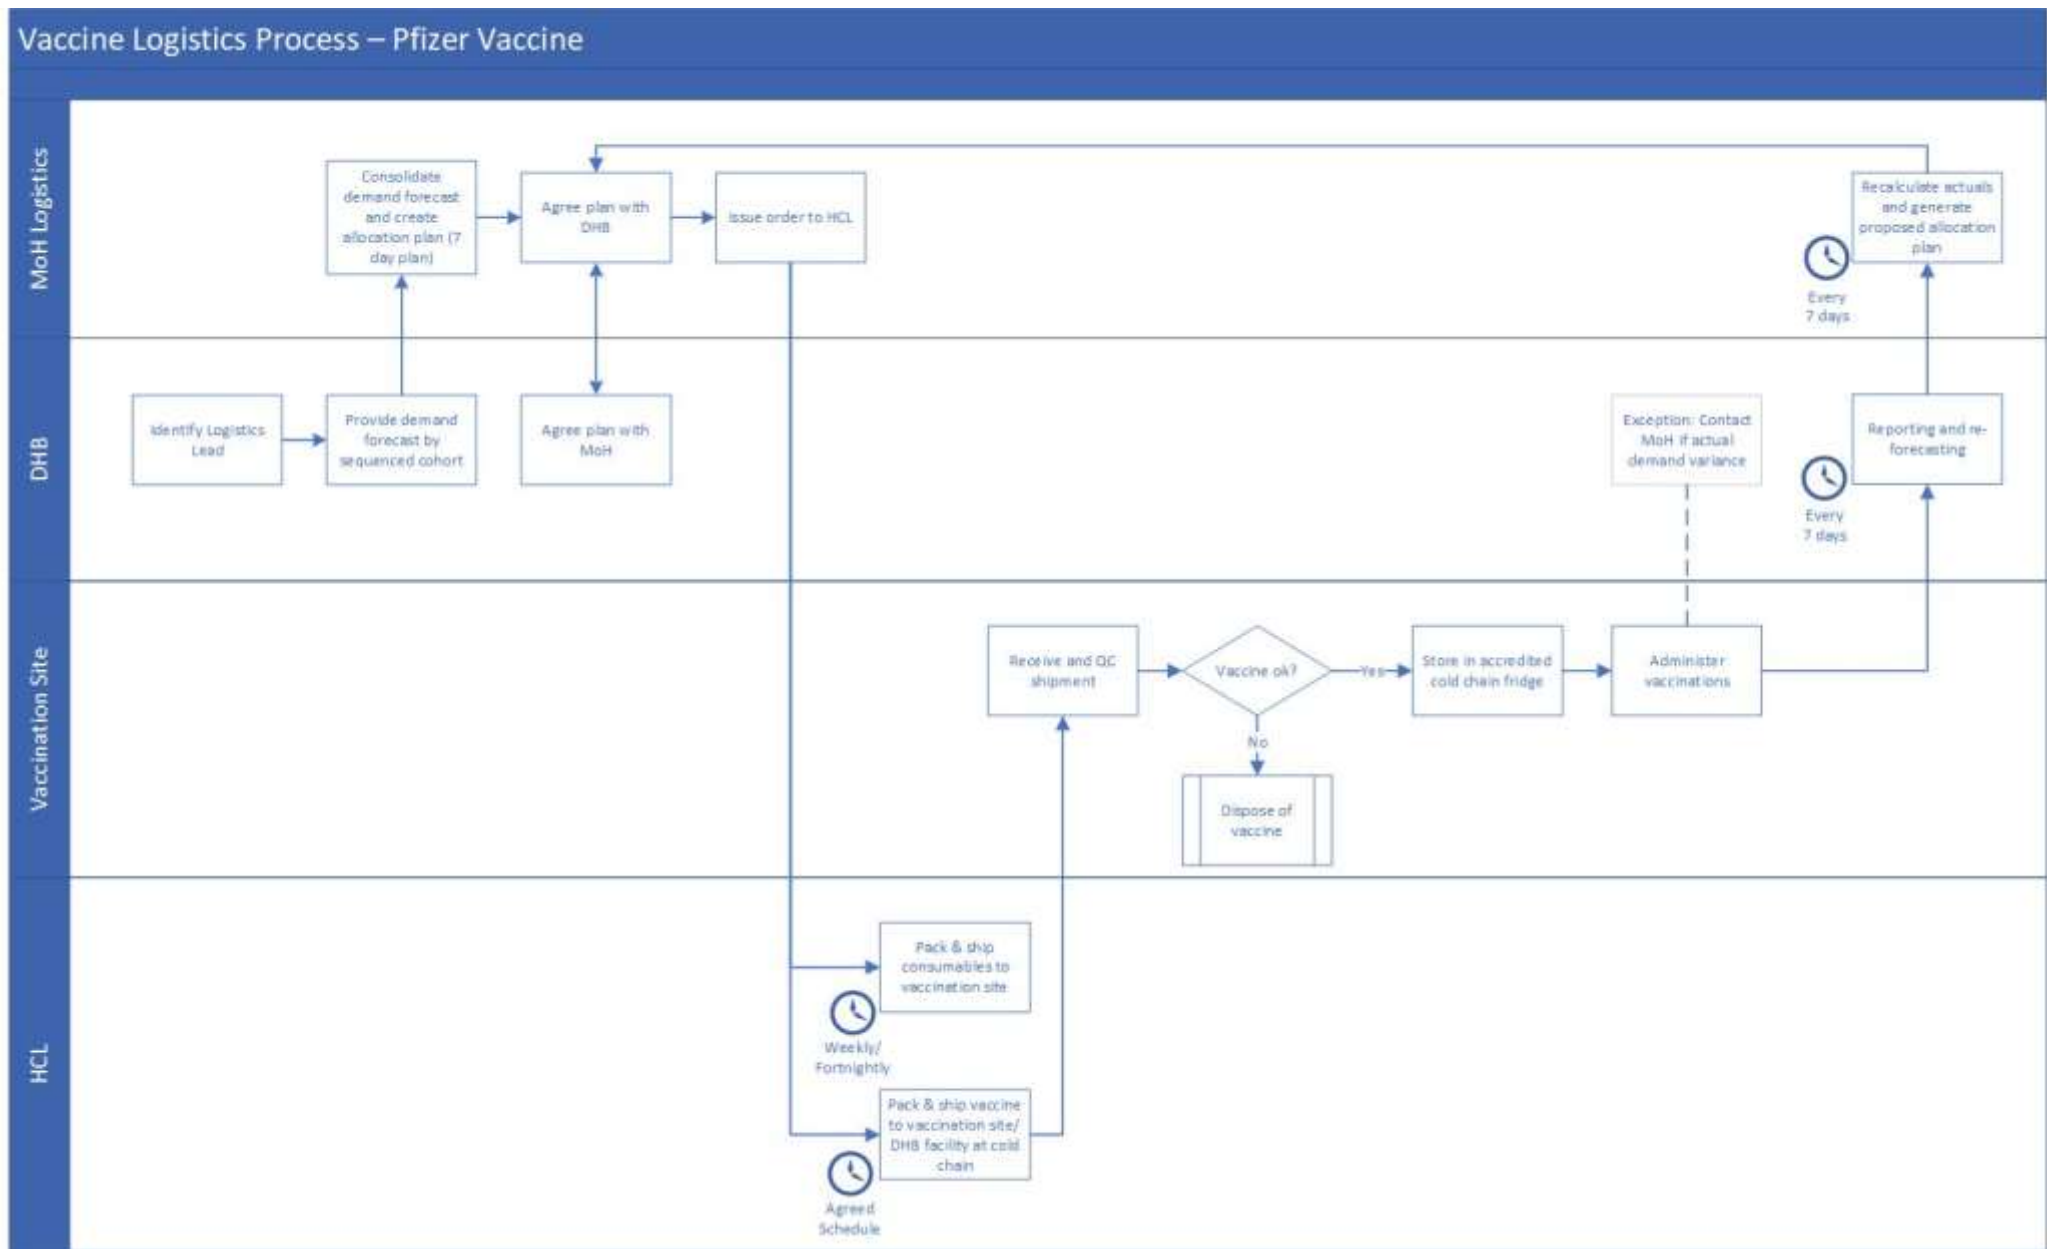 Vaccine Logistics Process – Pfizer Vaccine
MoH Logistics
Consolidate
demand forecast
and create
allocation plan (7
day plan)
Agree plan with
DHB
Issue order to HCL
Recalculate actuals
and generate
proposed allocation
plan
Every
7 days
DHB
Identify Logistics
Lead
Provide demand
forecast by
sequenced cohort
Agree plan with
MoH
Exception: Contact
MoH if actual
demand variance
Reporting and re-
forecasting
Every
7 days
Vaccination Site
Receive and QC
shipment
Vaccine ok?
Yes
Store in accredited
cold chain fridge
Administer
vaccinations
No
Dispose of
vaccine
HCL
Pack & ship
consumables to
vaccination site
Weekly/
Fortnightly
Pack & ship vaccine
to vaccination site/
DHB facility at cold
chain
Agreed
Schedule